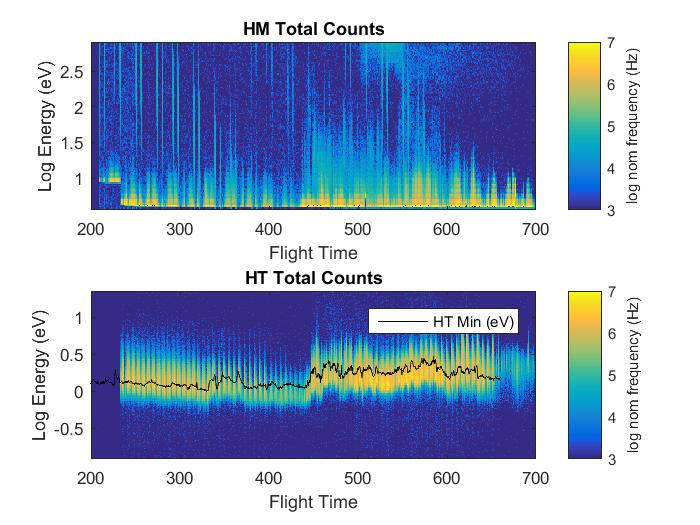 HM Total Counts
Log Energy (eV)
2.5
2
1.5
1
200 300 400 500 600 700
Flight Time
7
6
5
4
3
log nom frequency (Hz)
HT Total Counts
Log Energy (eV)
1
0.5
0
-0.5
HT Min (eV)
200 300 400 500 600 700
Flight Time
7
6
5
4
3
log nom frequency (Hz)